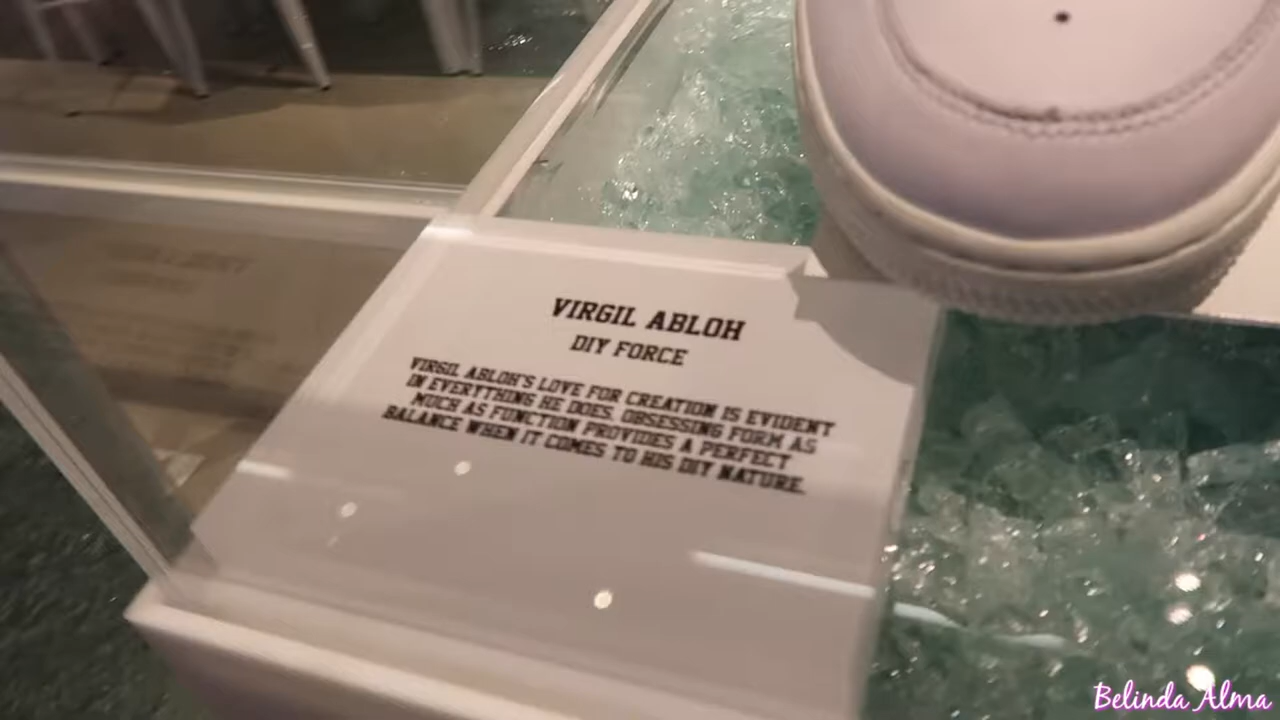 VIRGIL ABLOH
DIY FORCE
VIRGIL ABLOH'S LOVE FOR CREATION IS EVIDENT
IN EVERYTHING HE DOES. OBSESSING FORM AS
MUCH AS FUNCTION PROVIDES A PERFECT
BALANCE WHEN IT COMES TO HIS DIY NATURE.
Belinda Alma